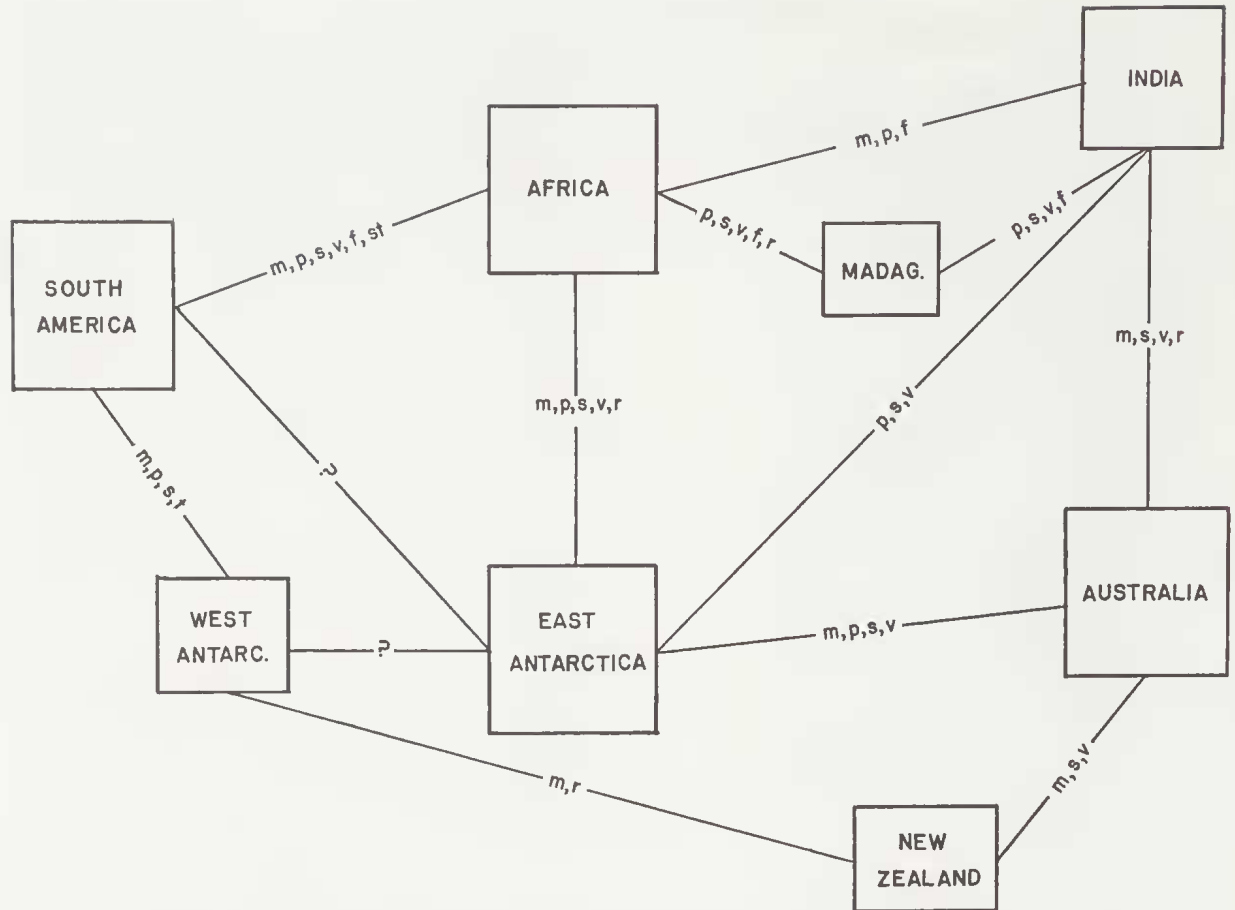 INDIA
m,p,f
AFRICA
p,s,v,f,r
p,s,v,f
MADAG.
m,p,s,v,f,st
SOUTH
AMERICA
m,s,v,r
m,p,s,v,r
p,s,v
?
m,p,s,t
AUSTRALIA
WEST
ANTARC.
?
EAST
ANTARCTICA
m,p,s,v
m,r
m,s,v
NEW
ZEALAND